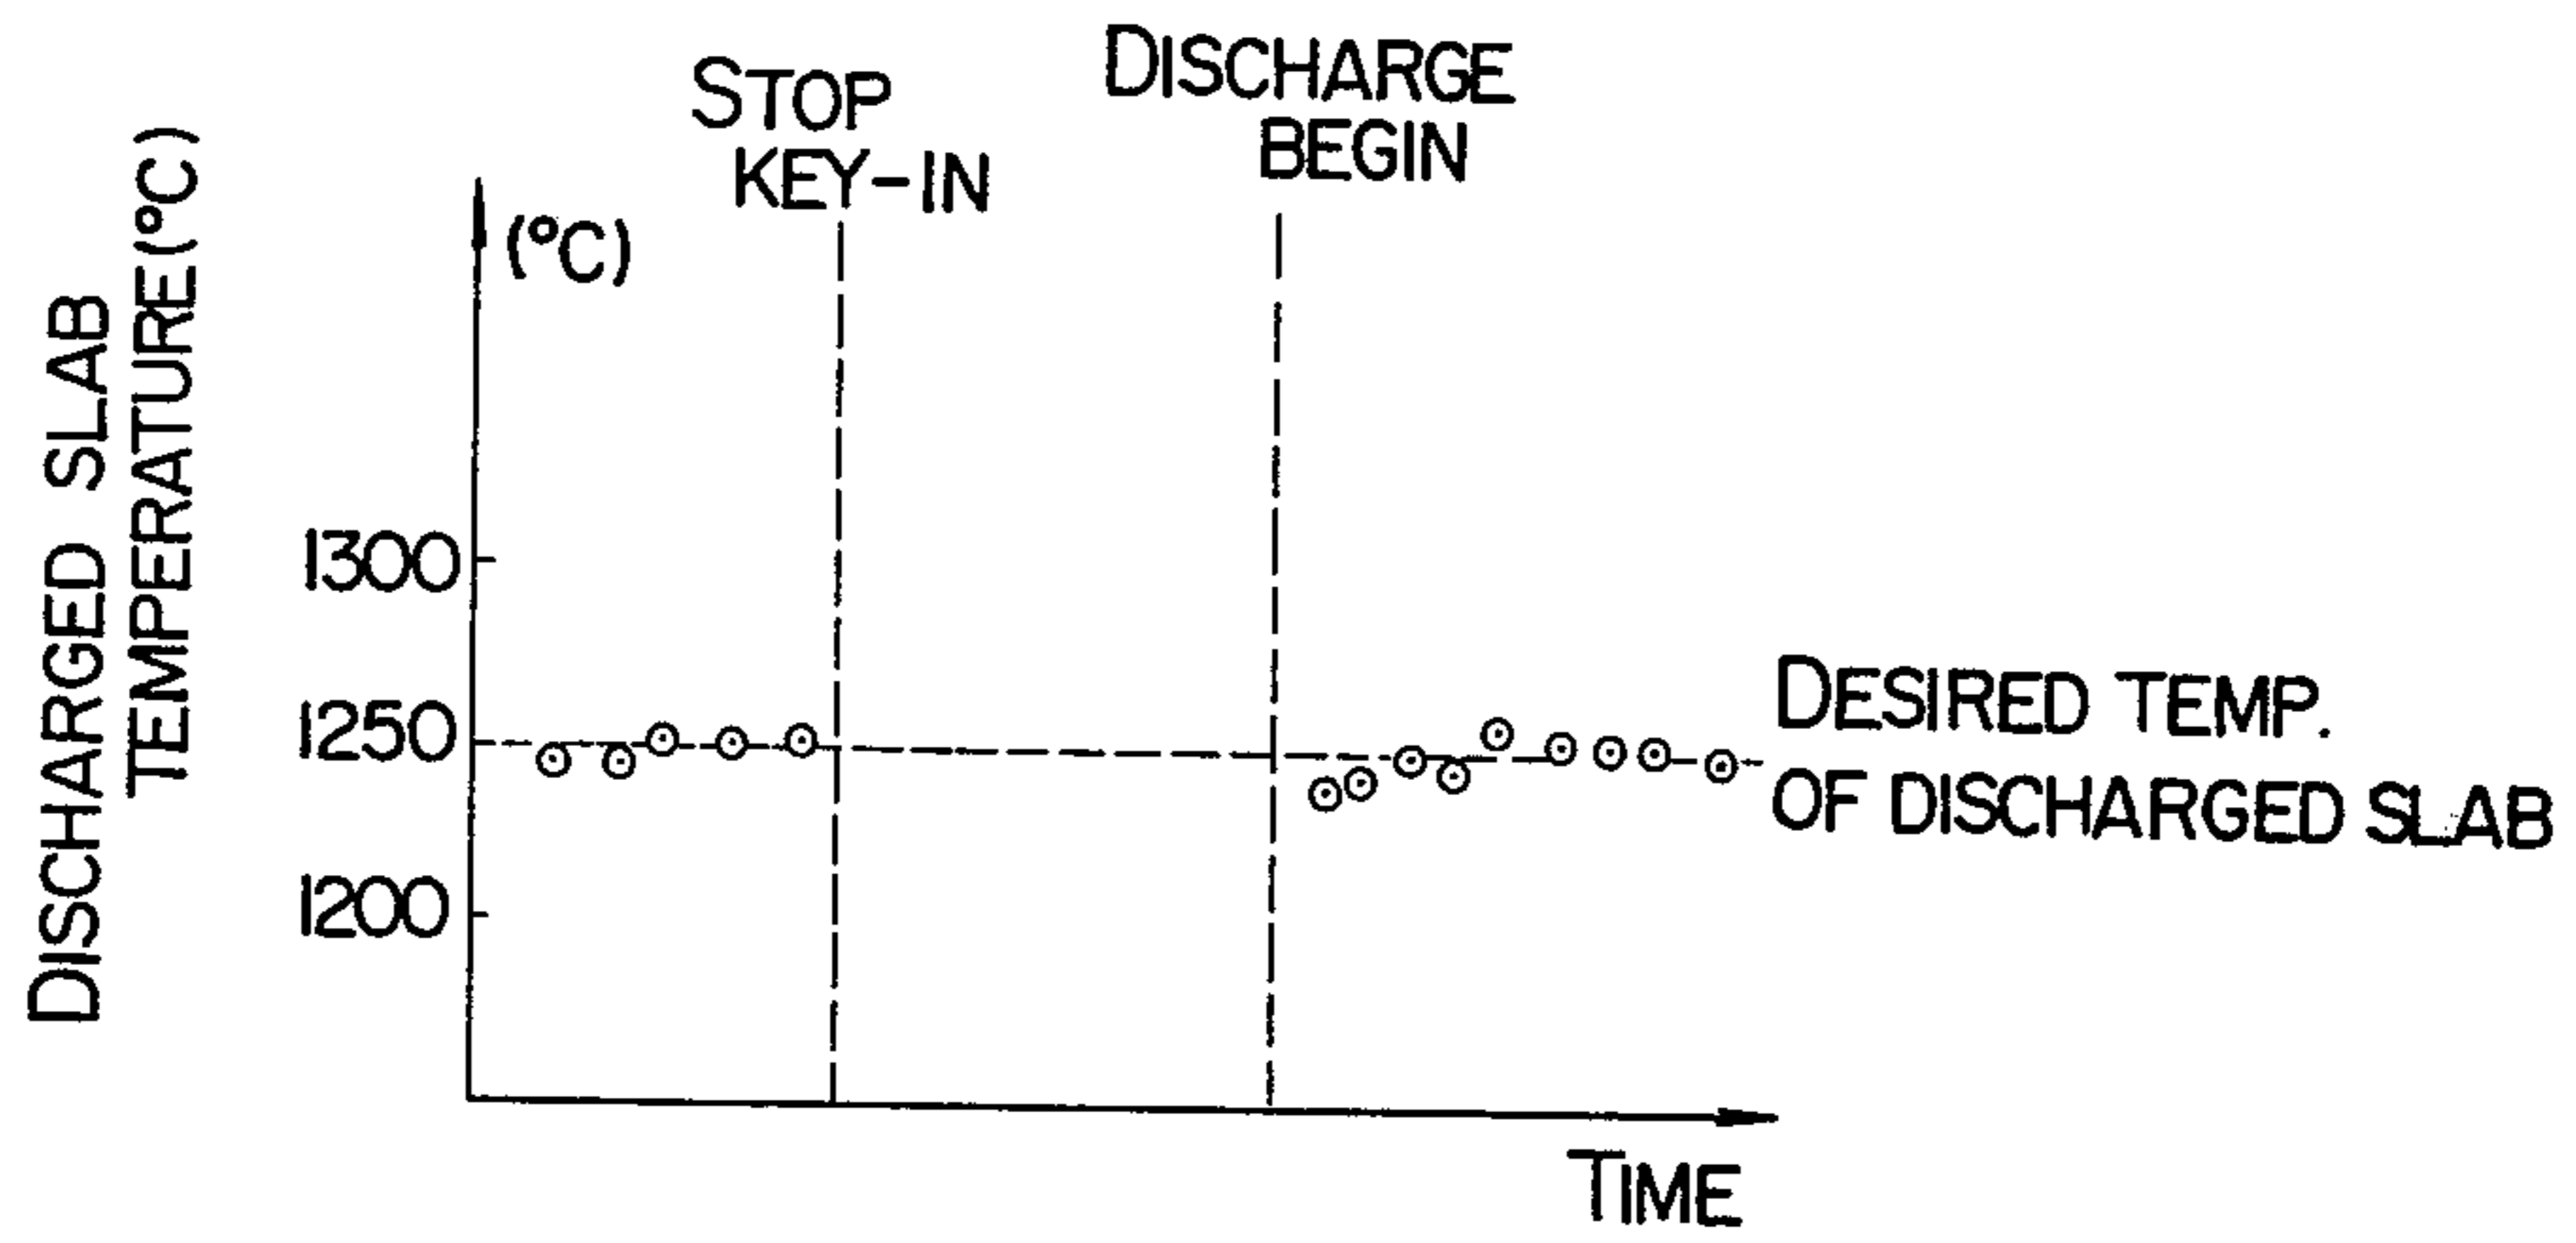 STOP
KEY-IN
DISCHARGE
BEGIN
DISCHARGED SLAB
TEMPERATURE (°C)
(°C)
1300
1250
1200
DESIRED TEMP.
OF DISCHARGED SLAB
TIME